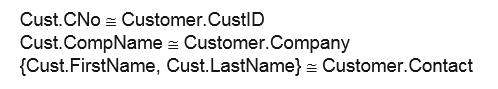 Cust.CNo ≅ Customer.CustID
Cust.CompName ≅ Customer.Company
{Cust.FirstName, Cust.LastName} ≅ Customer.Contact